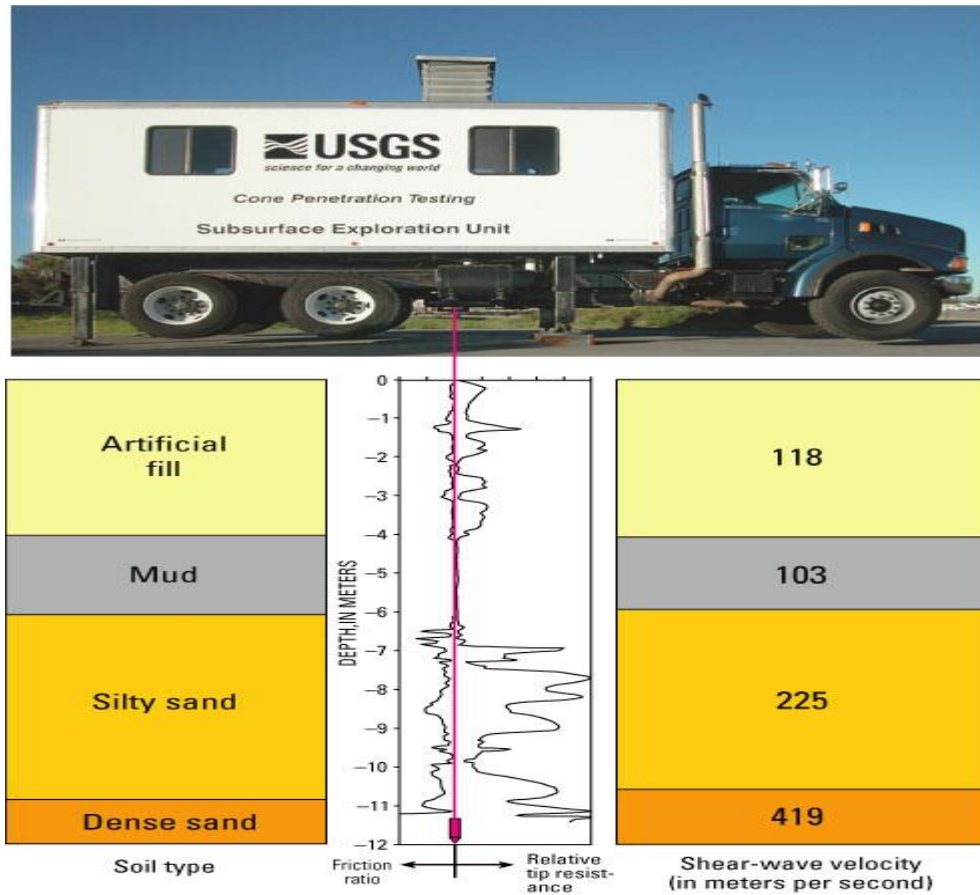 USGS
science for a changing world
Cone Penetration Testing
Subsurface Exploration Unit
Artificial
fill
Mud
Silty sand
Dense sand
Soil type
DEPTH,IN METERS
0
−1
−2
−3
−4
−5
−6
−7
−8
−9
−10
−11
−12
Friction
ratio
Relative
tip resist-
ance
118
103
225
419
Shear-wave velocity
(in meters per second)